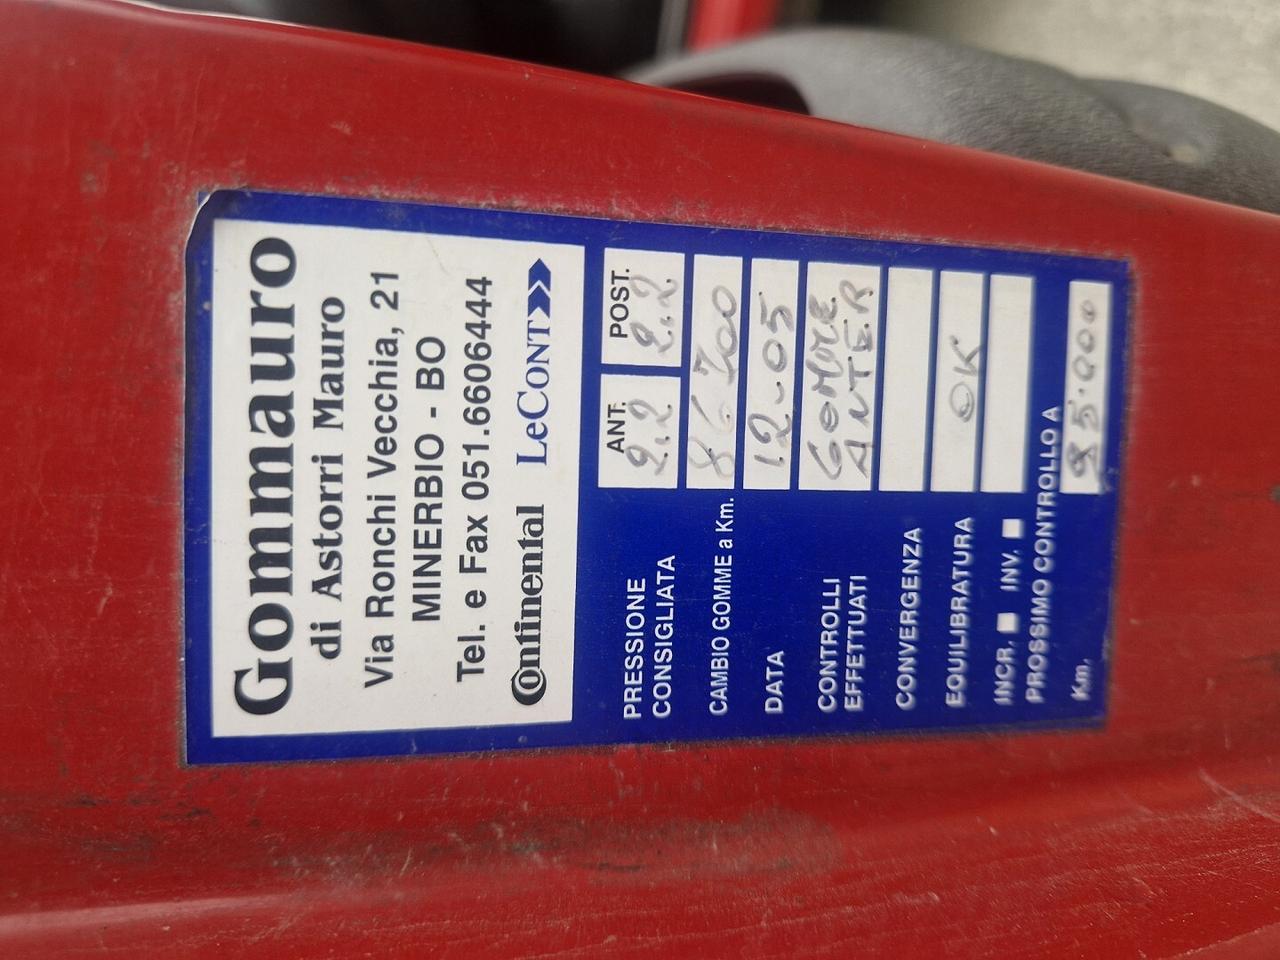 Gommauro
di Astorri Mauro
Via Ronchi Vecchia, 21
MINERBIO - BO
Tel. e Fax 051.6606444
Continental LeCONT
ANT. POST.
PRESSIONE CONSIGLIATA 2.2 2.2
CAMBIO GOMME a Km. 86700
DATA 12-05
CONTROLLI EFFETTUATI GOMME ANTER
CONVERGENZA
EQUILIBRATURA OK
INCR. INV.
PROSSIMO CONTROLLO A
Km. 95.000